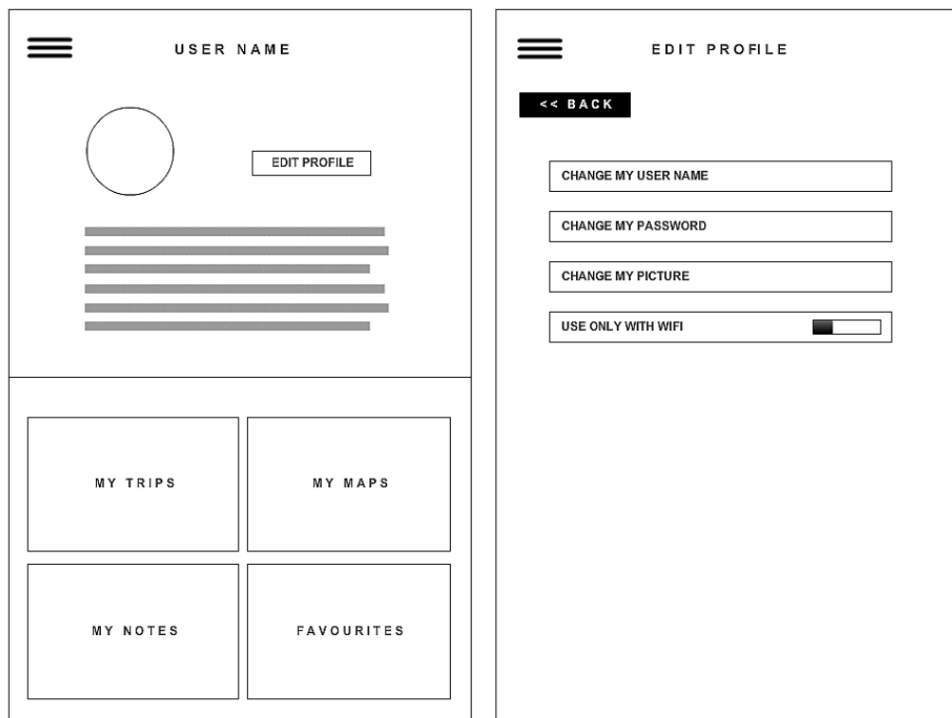 USER NAME
EDIT PROFILE
MY TRIPS
MY MAPS
MY NOTES
FAVOURITES
EDIT PROFILE
<< BACK
CHANGE MY USER NAME
CHANGE MY PASSWORD
CHANGE MY PICTURE
USE ONLY WITH WIFI